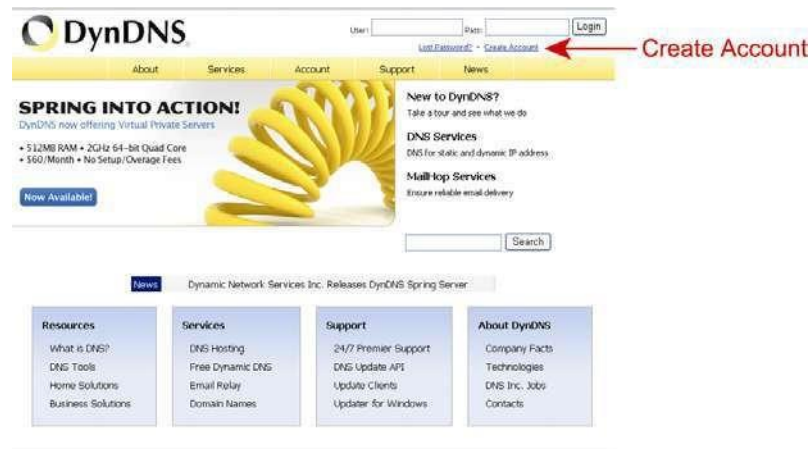 DynDNS
User:
Pass:
Login
Lost Password? - Create Account
Create Account
About Services Account Support News
SPRING INTO ACTION!
DynDNS now offering Virtual Private Servers
• 512MB RAM • 2GHz 64-bit Quad Core
• $60/Month • No Setup/Overage Fees
Now Available!
New to DynDNS?
Take a tour and see what we do
DNS Services
DNS for static and dynamic IP address
MailHop Services
Ensure reliable email delivery
Search
News Dynamic Network Services Inc. Releases DynDNS Spring Server
Resources
What is DNS?
DNS Tools
Home Solutions
Business Solutions
Services
DNS Hosting
Free Dynamic DNS
Email Relay
Domain Names
Support
24/7 Premier Support
DNS Update API
Update Clients
Updater for Windows
About DynDNS
Company Facts
Technologies
DNS Inc. Jobs
Contacts